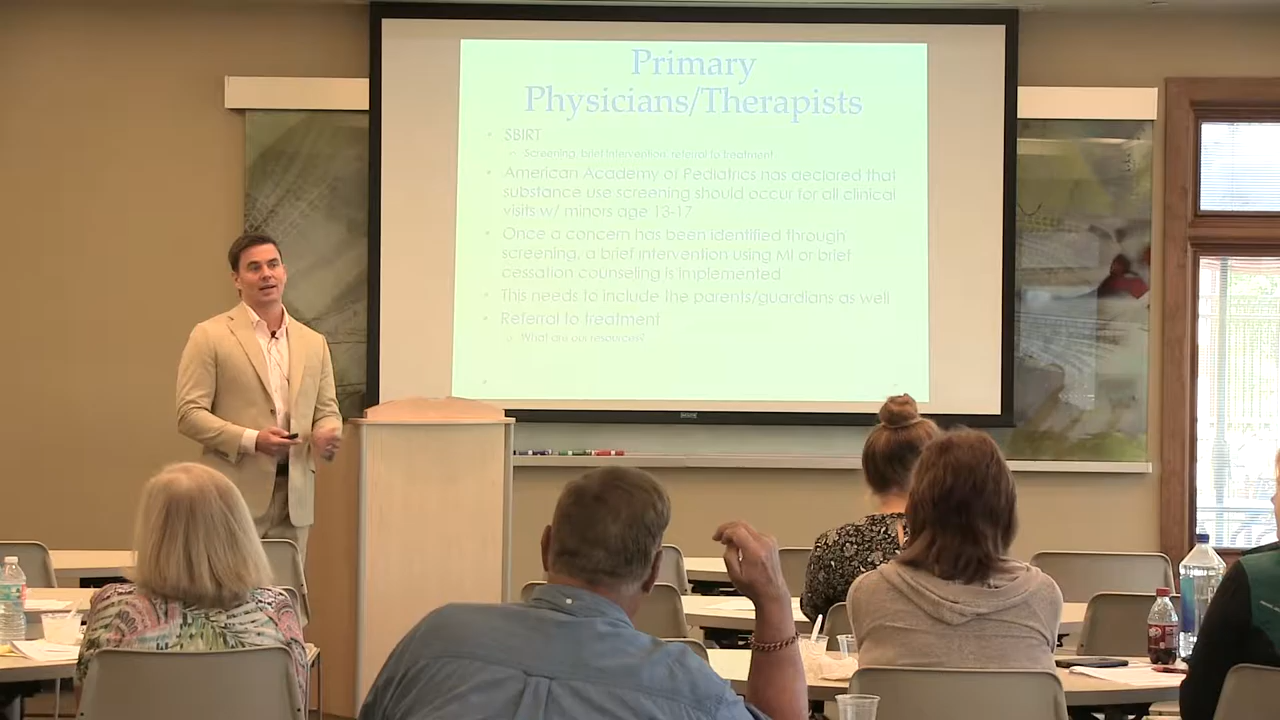 Primary
Physicians/Therapists
SBIRT
Screening, brief intervention, referral to treatment
American Academy of Pediatrics has declared that
substance use screening should occur for all clinical
visits w/ minors age 13-17
Once a concern has been identified through
screening, a brief intervention using MI or brief
cessation counseling is implemented
This needs to include the parents/guardians as well
Referral to treatment
What are our resources?